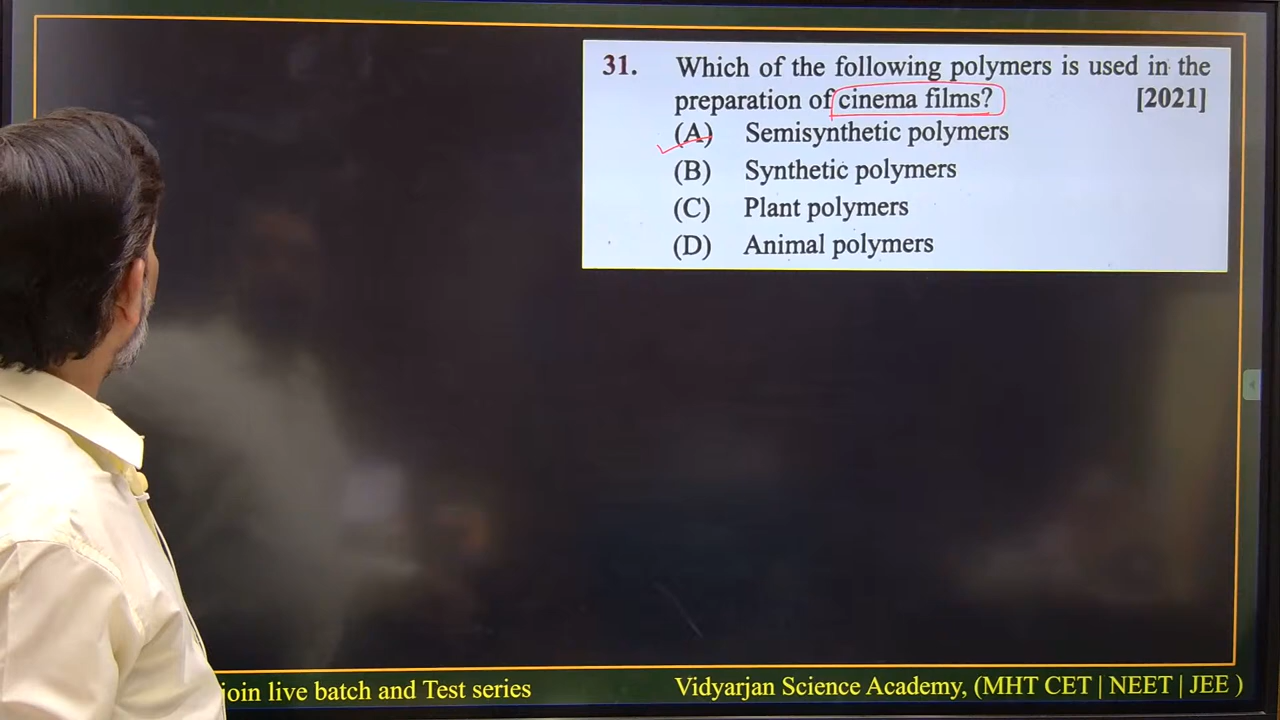 31. Which of the following polymers is used in the
preparation of cinema films? [2021]
(A) Semisynthetic polymers
(B) Synthetic polymers
(C) Plant polymers
(D) Animal polymers
join live batch and Test series
Vidyarjan Science Academy, (MHT CET | NEET | JEE )